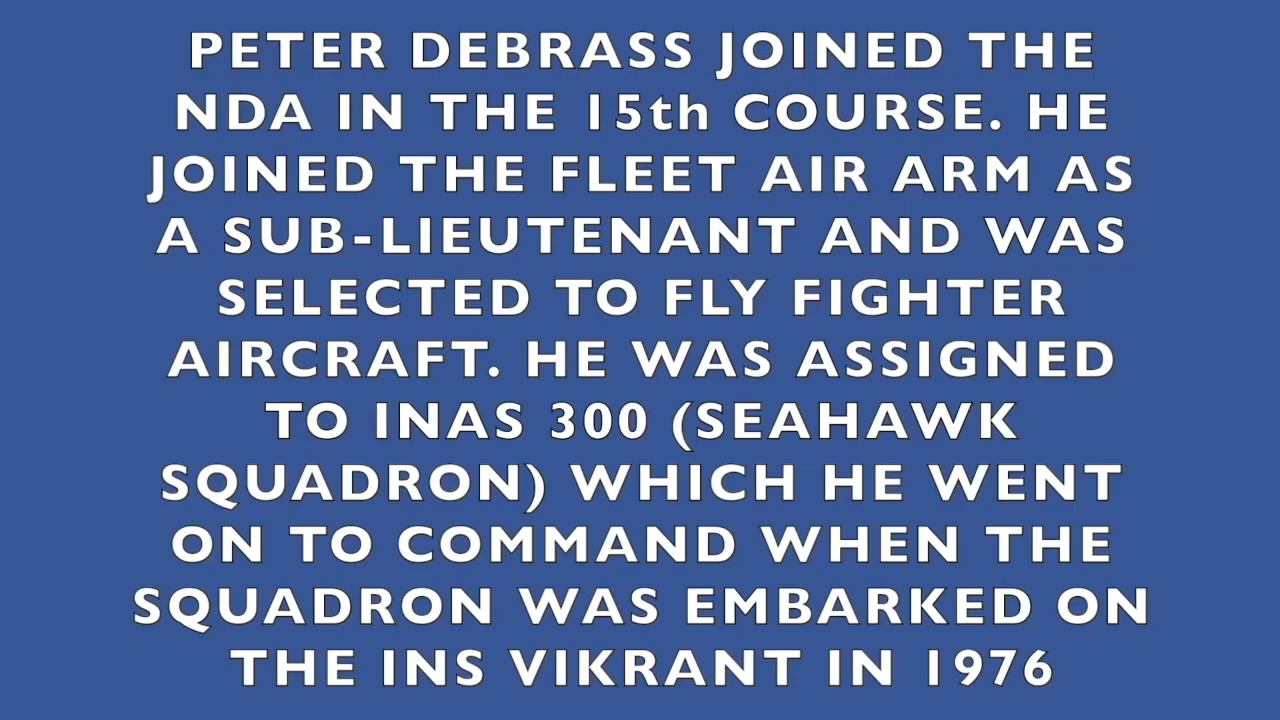 PETER DEBRASS JOINED THE
NDA IN THE 15th COURSE. HE
JOINED THE FLEET AIR ARM AS
A SUB-LIEUTENANT AND WAS
SELECTED TO FLY FIGHTER
AIRCRAFT. HE WAS ASSIGNED
TO INAS 300 (SEAHAWK
SQUADRON) WHICH HE WENT
ON TO COMMAND WHEN THE
SQUADRON WAS EMBARKED ON
THE INS VIKRANT IN 1976